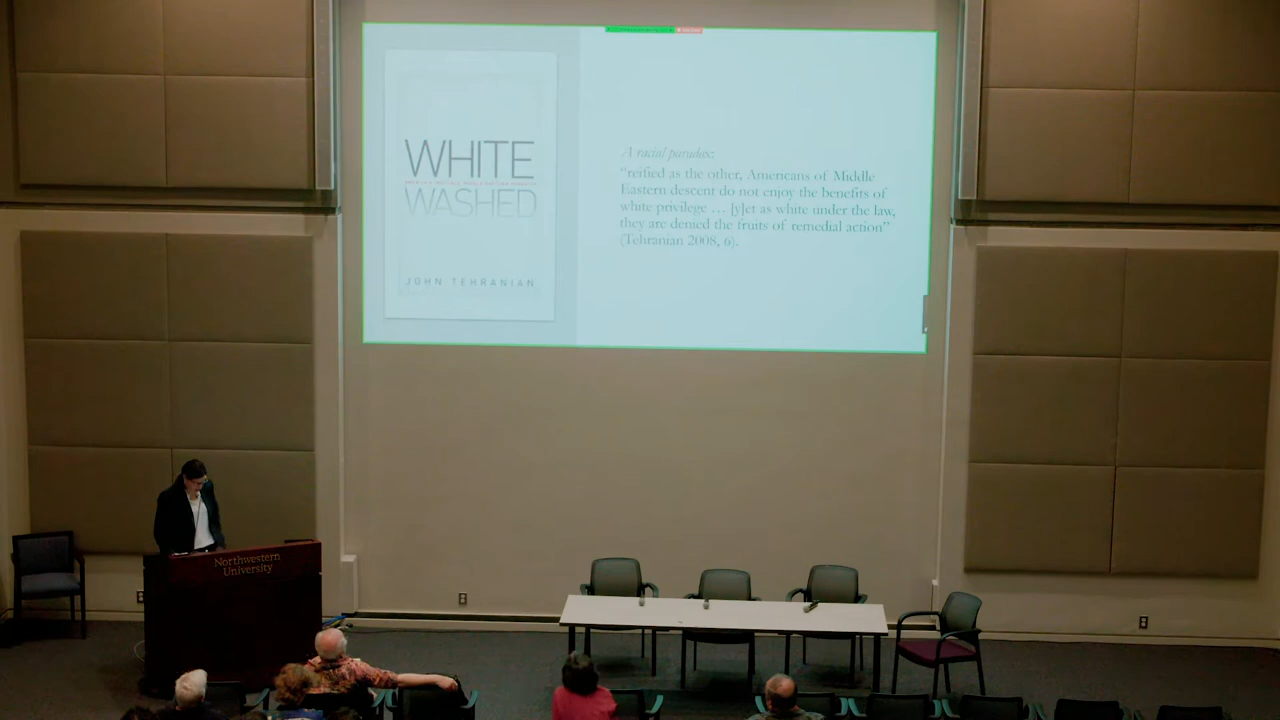 WHITE
WASHED
JOHN TEHRANIAN
A racial paradox:
“reified as the other, Americans of Middle
Eastern descent do not enjoy the benefits of
white privilege … [y]et as white under the law,
they are denied the fruits of remedial action”
(Tehranian 2008, 6).
Northwestern
University